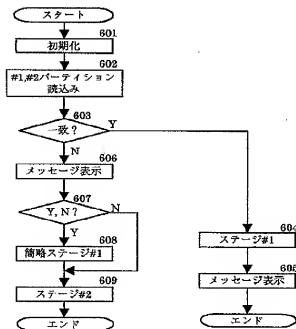 スタート
601
初期化
602
#1,#2パーティション
読込み
603
一致?
Y
N
606
メッセージ表示
607
Y, N ?
N
Y
608
簡略ステージ#1
609
ステージ#2
エンド
604
ステージ#1
605
メッセージ表示
エンド